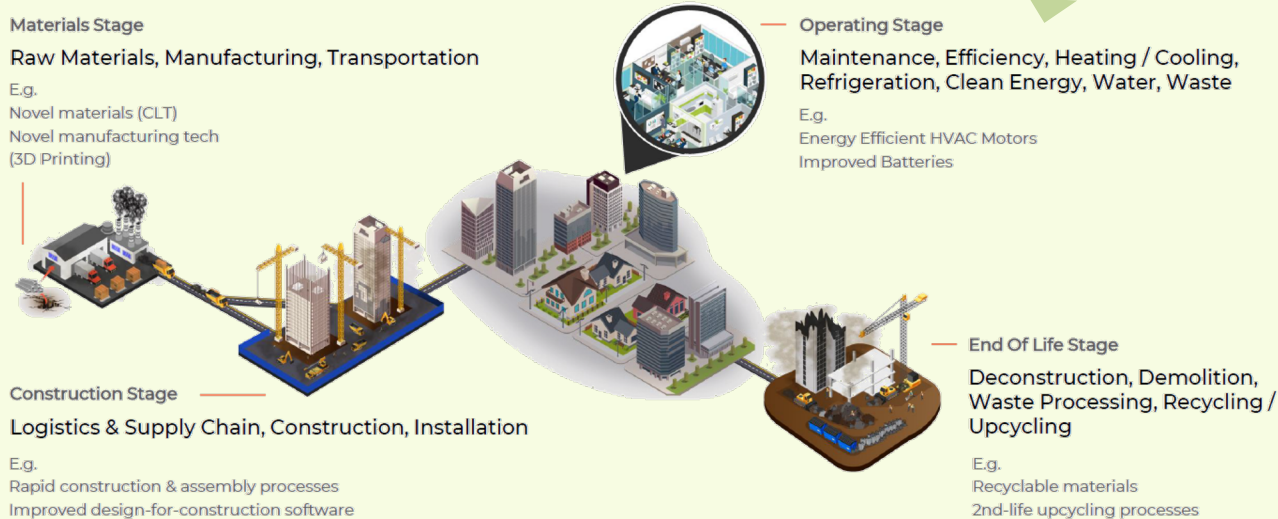 Materials Stage
Raw Materials, Manufacturing, Transportation
E.g.
Novel materials (CLT)
Novel manufacturing tech
(3D Printing)
Operating Stage
Maintenance, Efficiency, Heating / Cooling,
Refrigeration, Clean Energy, Water, Waste
E.g.
Energy Efficient HVAC Motors
Improved Batteries
Construction Stage
Logistics & Supply Chain, Construction, Installation
E.g.
Rapid construction & assembly processes
Improved design-for-construction software
End Of Life Stage
Deconstruction, Demolition,
Waste Processing, Recycling /
Upcycling
E.g.
Recyclable materials
2nd-life upcycling processes